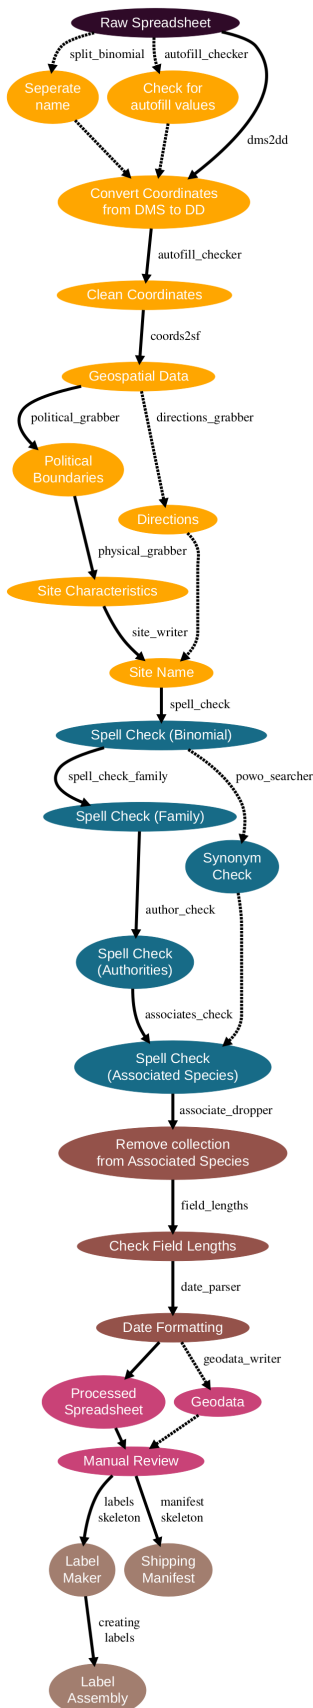 Raw Spreadsheet
split_binomial
autofill_checker
Seperate
name
Check for
autofill values
dms2dd
Convert Coordinates
from DMS to DD
autofill_checker
Clean Coordinates
coords2sf
Geospatial Data
political_grabber
directions_grabber
Political
Boundaries
Directions
physical_grabber
Site Characteristics
site_writer
Site Name
spell_check
Spell Check (Binomial)
spell_check_family
powo_searcher
Spell Check (Family)
Synonym
Check
author_check
Spell Check
(Authorities)
associates_check
Spell Check
(Associated Species)
associate_dropper
Remove collection
from Associated Species
field_lengths
Check Field Lengths
date_parser
Date Formatting
geodata_writer
Processed
Spreadsheet
Geodata
Manual Review
labels
skeleton
manifest
skeleton
Label
Maker
Shipping
Manifest
creating
labels
Label
Assembly